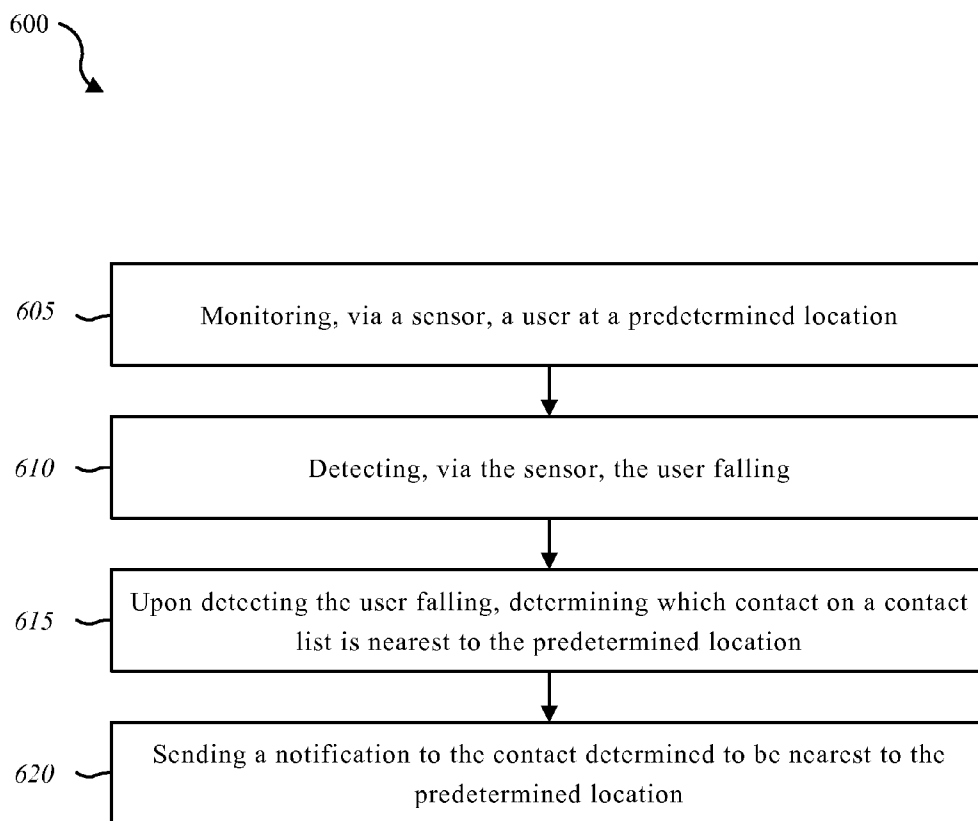 600
605
Monitoring, via a sensor, a user at a predetermined location
610
Detecting, via the sensor, the user falling
615
Upon detecting the user falling, determining which contact on a contact
list is nearest to the predetermined location
620
Sending a notification to the contact determined to be nearest to the
predetermined location